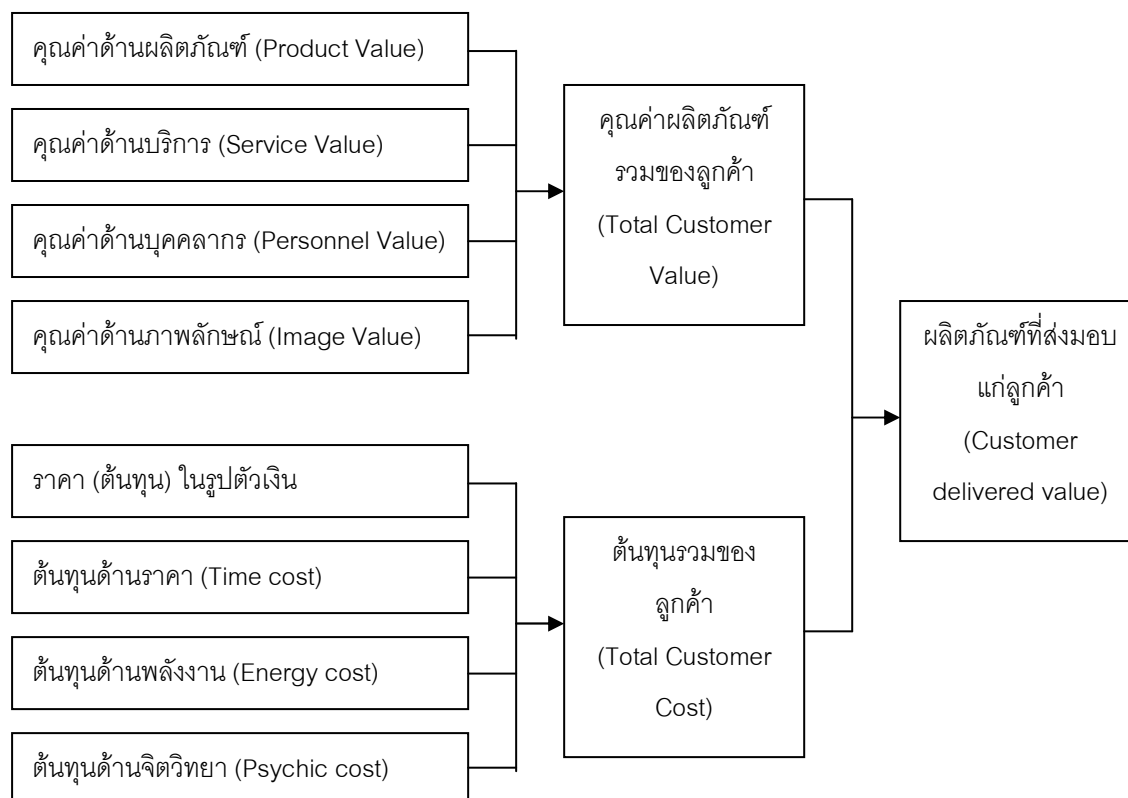 คุณค่าด้านผลิตภัณฑ์ (Product Value)
คุณค่าด้านบริการ (Service Value)
คุณค่าด้านบุคคลากร (Personnel Value)
คุณค่าด้านภาพลักษณ์ (Image Value)
คุณค่าผลิตภัณฑ์
รวมของลูกค้า
(Total Customer
Value)
ราคา (ต้นทุน) ในรูปตัวเงิน
ต้นทุนด้านราคา (Time cost)
ต้นทุนด้านพลังงาน (Energy cost)
ต้นทุนด้านจิตวิทยา (Psychic cost)
ต้นทุนรวมของ
ลูกค้า
(Total Customer
Cost)
ผลิตภัณฑ์ที่ส่งมอบ
แก่ลูกค้า
(Customer
delivered value)